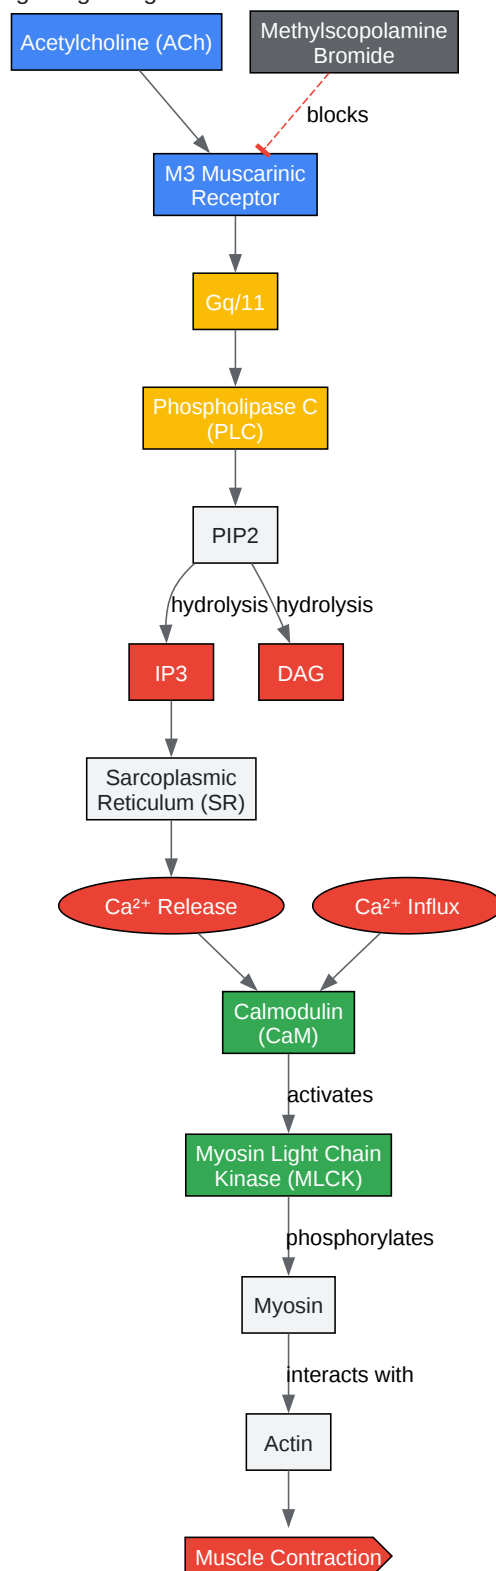 Acetylcholine (ACh)
Methylscopolamine
Bromide
blocks
M3 Muscarinic
Receptor
Gq/11
Phospholipase C
(PLC)
PIP2
hydrolysis
hydrolysis
IP3
DAG
Sarcoplasmic
Reticulum (SR)
Ca²⁺ Release
Ca²⁺ Influx
Calmodulin
(CaM)
activates
Myosin Light Chain
Kinase (MLCK)
phosphorylates
Myosin
interacts with
Actin
Muscle Contraction